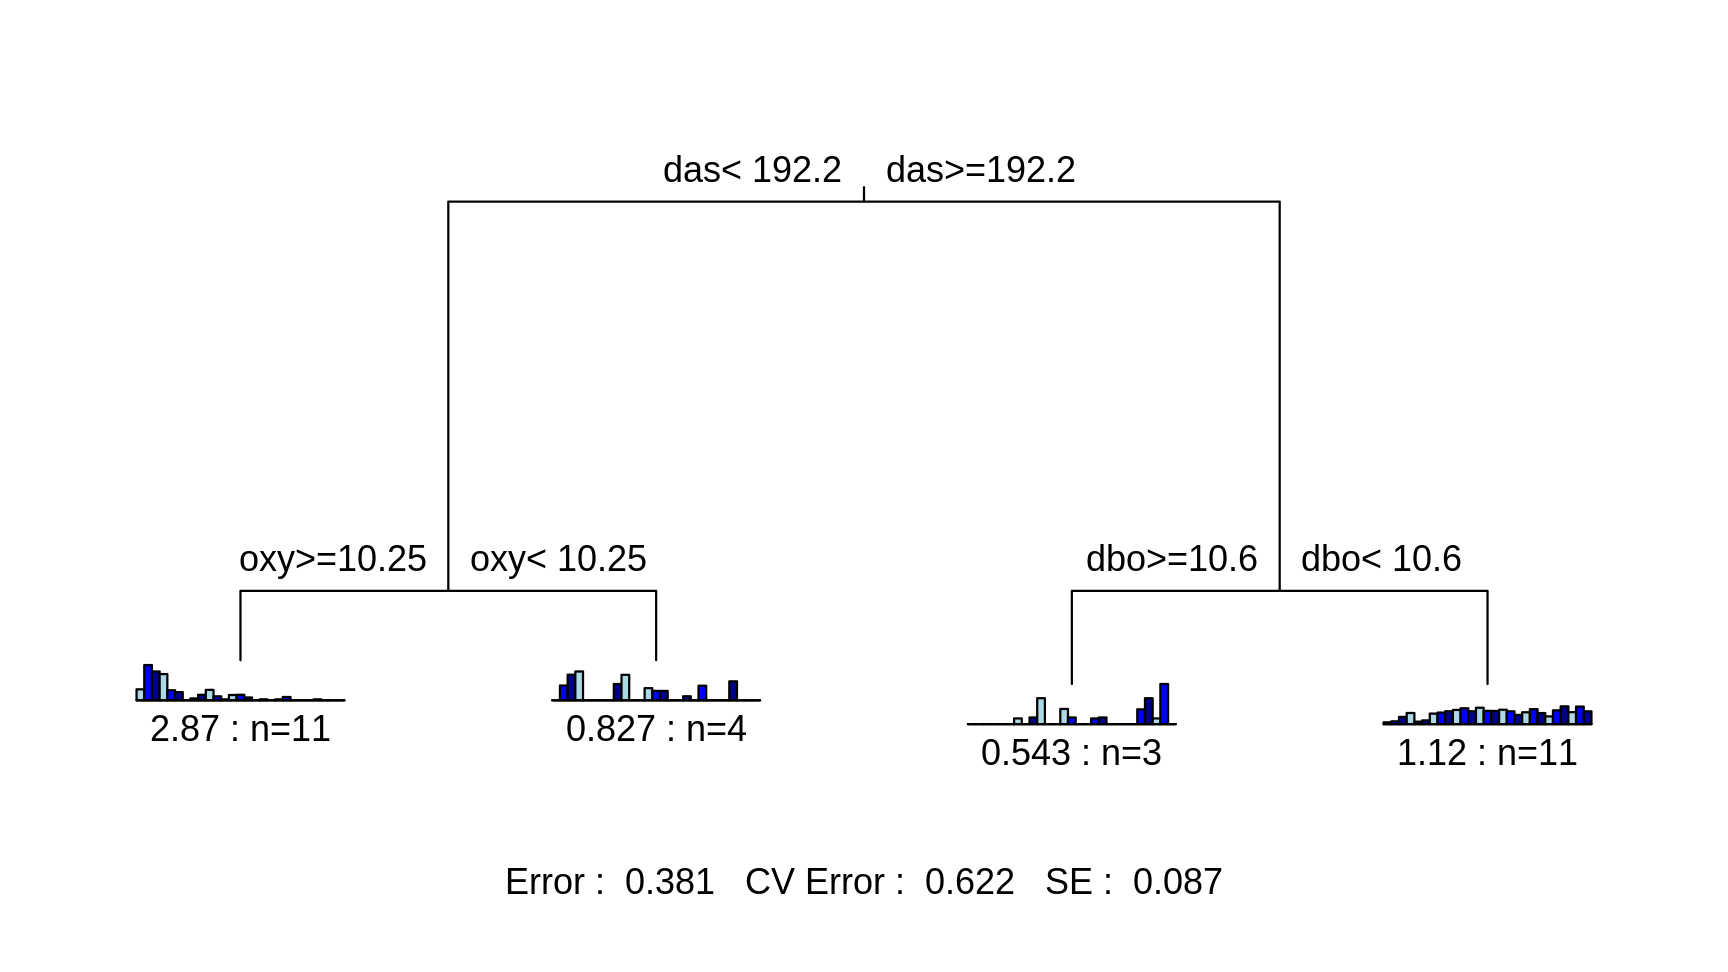 das< 192.2 das>=192.2
oxy>=10.25 oxy< 10.25 dbo>=10.6 dbo< 10.6
2.87 : n=11 0.827 : n=4 0.543 : n=3 1.12 : n=11
Error : 0.381 CV Error : 0.622 SE : 0.087